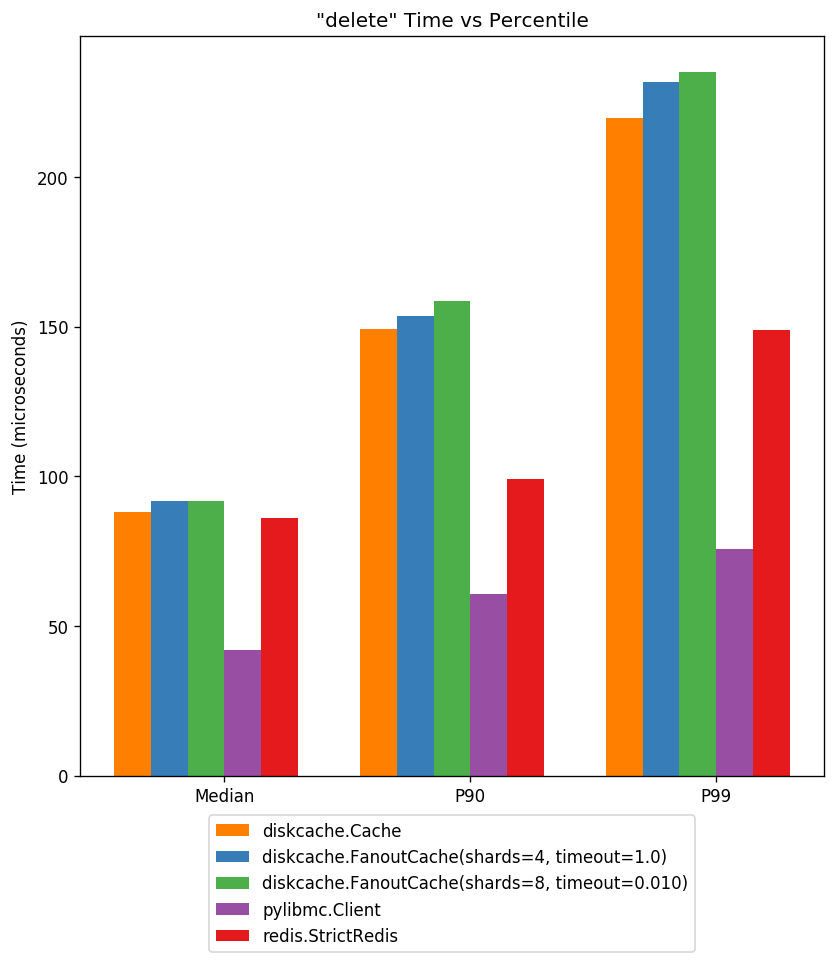 "delete" Time vs Percentile
Time (microseconds)
200
150
100
50
0
Median P90 P99
diskcache.Cache
diskcache.FanoutCache(shards=4, timeout=1.0)
diskcache.FanoutCache(shards=8, timeout=0.010)
pylibmc.Client
redis.StrictRedis